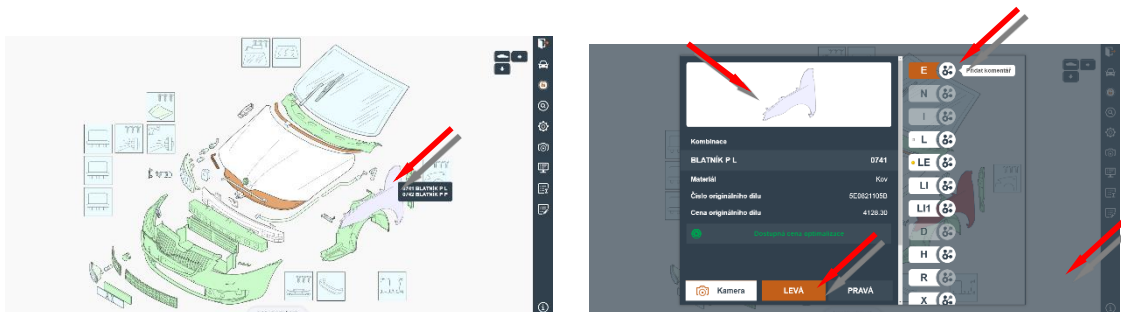 0741 BLATNÍK P L
0742 BLATNÍK P P
Kombinace
BLATNÍK P L 0741
Materiál Kov
Číslo originálního dílu 5E0821105B
Cena originálního dílu 4128.30
Dostupná cena optimalizace
Kamera LEVÁ PRAVÁ
E Přidat komentář
N
I
L
LE
LI
LI1
D
H
R
X